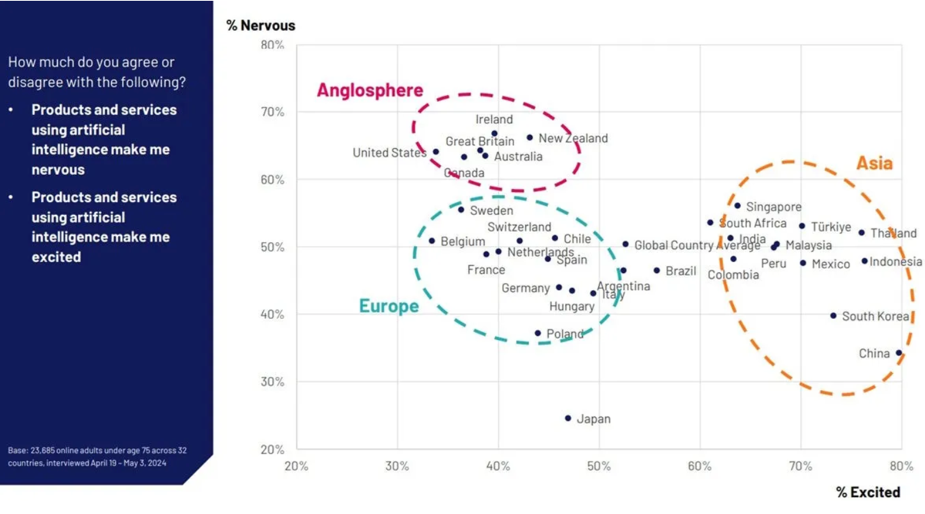 How much do you agree or
disagree with the following?
• Products and services
using artificial
intelligence make me
nervous
• Products and services
using artificial
intelligence make me
excited
Base: 23,685 online adults under age 75 across 32
countries, interviewed April 19 – May 3, 2024
% Nervous
80%
70%
60%
50%
40%
30%
20%
Anglosphere
Ireland
Great Britain
New Zealand
United States
Australia
Canada
Asia
Sweden
Singapore
Switzerland
South Africa
Türkiye
Belgium
Chile
Global Country Average
India
Malaysia
Thailand
Netherlands
Spain
France
Brazil
Colombia
Peru
Mexico
Indonesia
Germany
Argentina
Italy
Hungary
Europe
South Korea
Poland
China
Japan
20%
30%
40%
50%
60%
70%
80%
% Excited